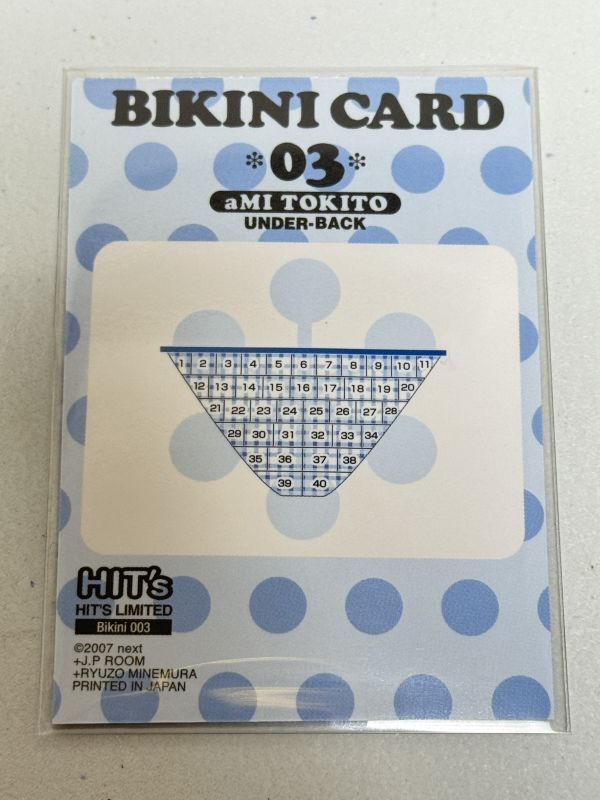 BIKINI CARD
*03*
aMI TOKITO
UNDER-BACK
1 2 3 4 5 6 7 8 9 10 11
12 13 14 15 16 17 18 19 20
21 22 23 24 25 26 27 28
29 30 31 32 33 34
35 36 37 38
39 40
HIT's
HIT'S LIMITED
Bikini 003
©2007 next
+J.P ROOM
+RYUZO MINEMURA
PRINTED IN JAPAN